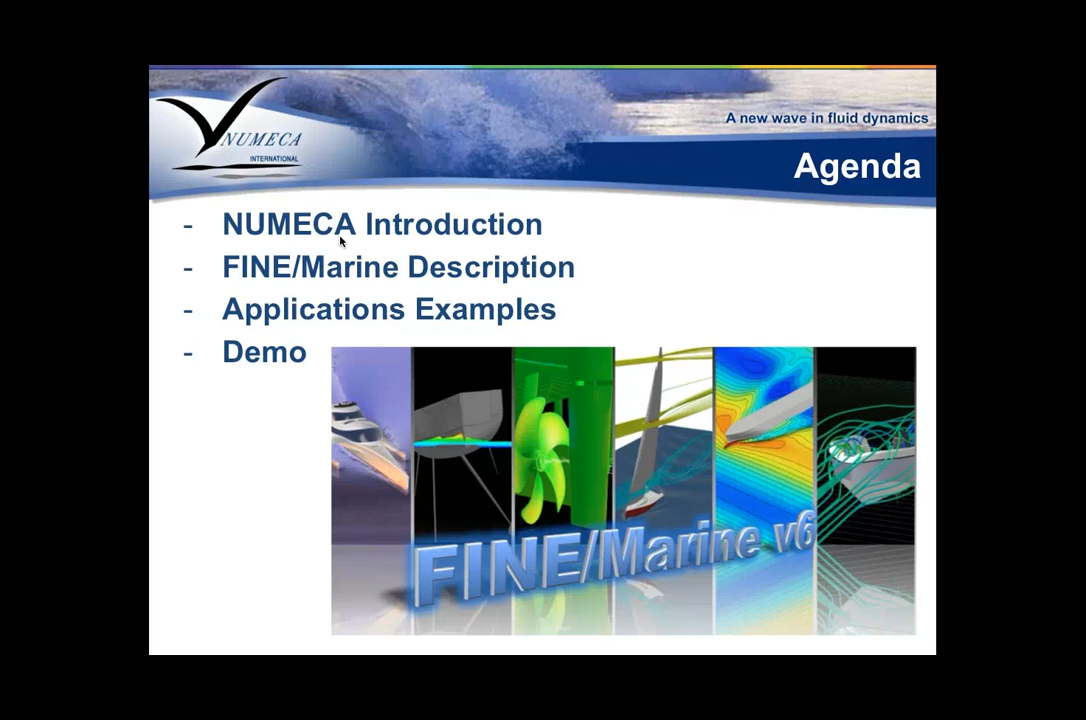 NUMECA
INTERNATIONAL
A new wave in fluid dynamics
Agenda
- NUMECA Introduction
- FINE/Marine Description
- Applications Examples
- Demo
FINE/Marine v6